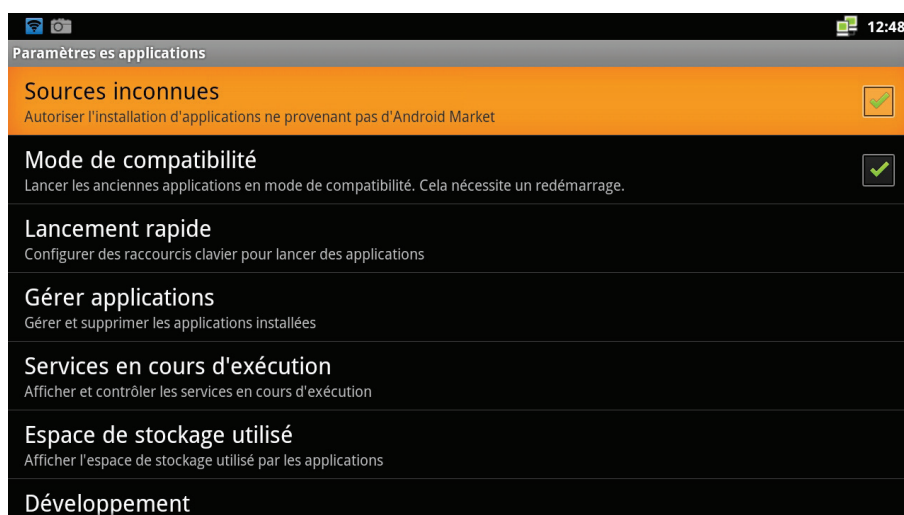 12:48
Paramètres es applications
Sources inconnues
Autoriser l'installation d'applications ne provenant pas d'Android Market
Mode de compatibilité
Lancer les anciennes applications en mode de compatibilité. Cela nécessite un redémarrage.
Lancement rapide
Configurer des raccourcis clavier pour lancer des applications
Gérer applications
Gérer et supprimer les applications installées
Services en cours d'exécution
Afficher et contrôler les services en cours d'exécution
Espace de stockage utilisé
Afficher l'espace de stockage utilisé par les applications
Développement